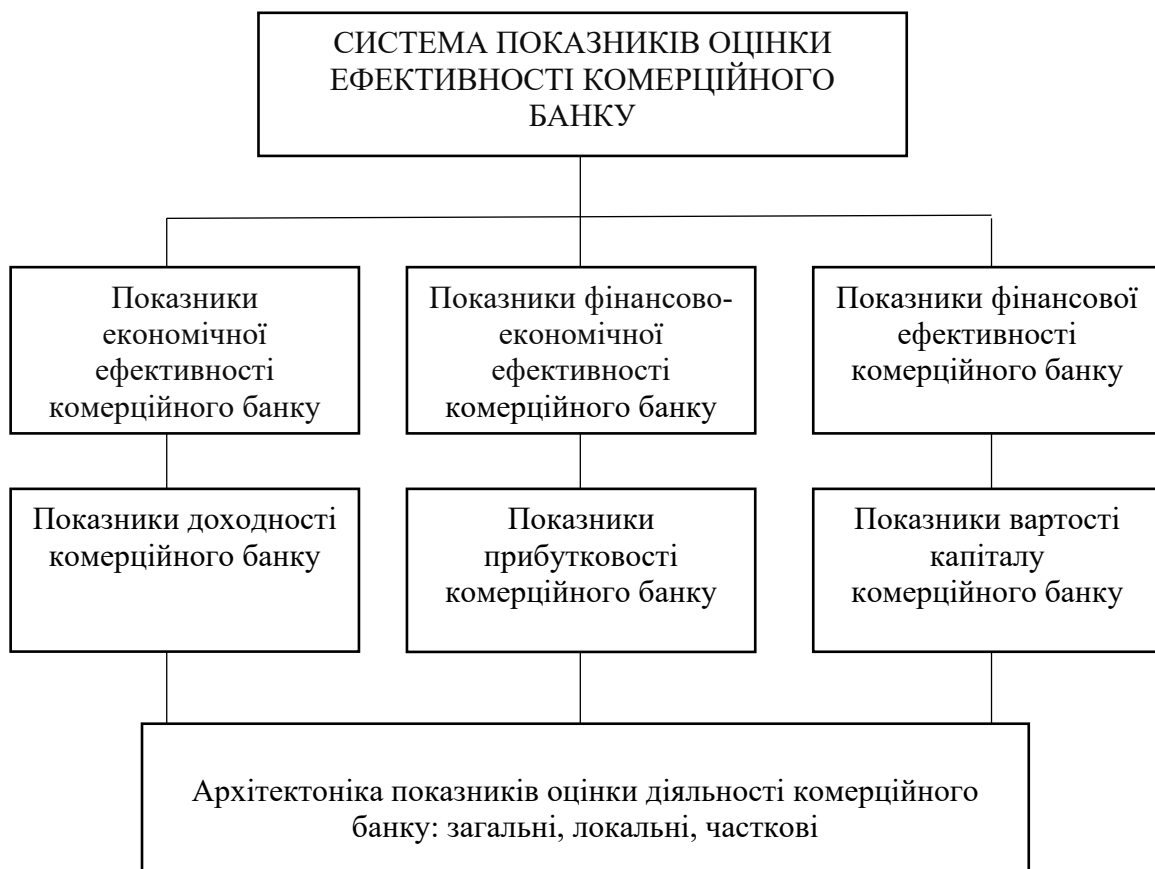 СИСТЕМА ПОКАЗНИКІВ ОЦІНКИ
ЕФЕКТИВНОСТІ КОМЕРЦІЙНОГО
БАНКУ
Показники
економічної
ефективності
комерційного банку
Показники фінансово-
економічної
ефективності
комерційного банку
Показники фінансової
ефективності
комерційного банку
Показники доходності
комерційного банку
Показники
прибутковості
комерційного банку
Показники вартості
капіталу
комерційного банку
Архітектоніка показників оцінки діяльності комерційного
банку: загальні, локальні, часткові